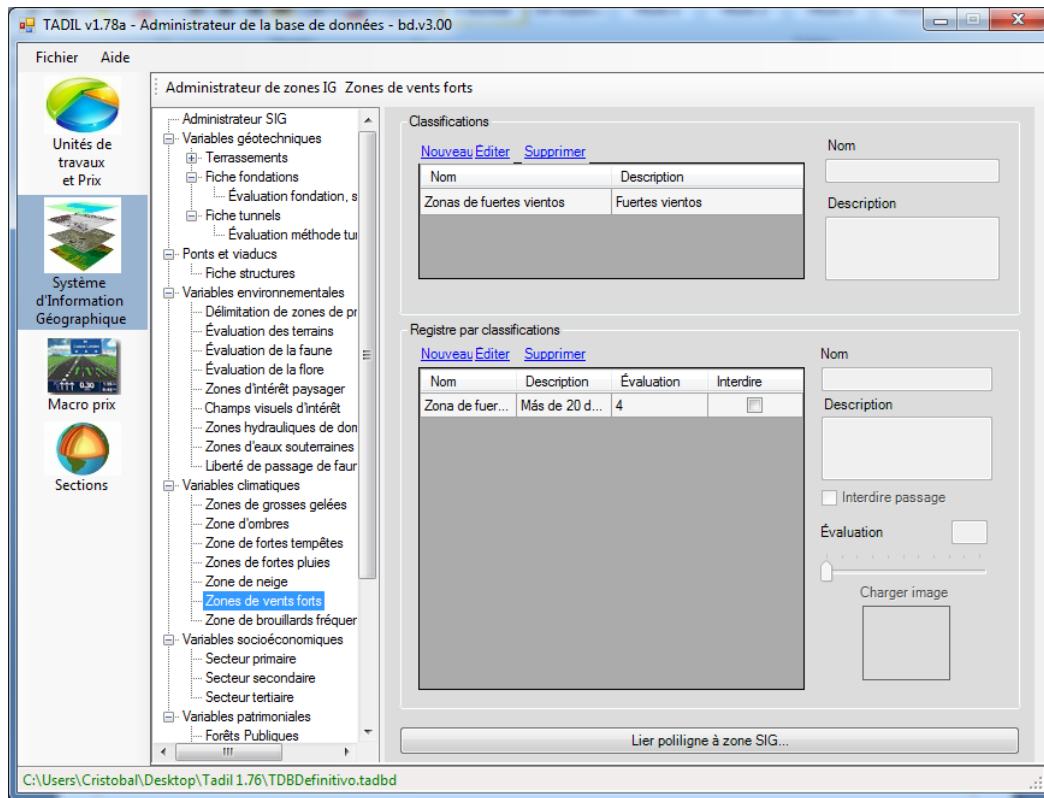 TADIL v1.78a - Administrateur de la base de données - bd.v3.00
Fichier Aide
Unités de
travaux
et Prix
Système
d'Information
Géographique
Macro prix
Sections
Administrateur de zones IG Zones de vents forts
Administrateur SIG
Variables géotechniques
Terrassements
Fiche fondations
Évaluation fondation, s
Fiche tunnels
Évaluation méthode tur
Ponts et viaducs
Fiche structures
Variables environnementales
Délimitation de zones de pr
Évaluation des terrains
Évaluation de la faune
Évaluation de la flore
Zones d'intérêt paysager
Champs visuels d'intérêt
Zones hydrauliques de don
Zones d'eaux souterraines
Liberté de passage de faur
Variables climatiques
Zones de grosses gelées
Zone d'ombres
Zone de fortes tempêtes
Zones de fortes pluies
Zone de neige
Zones de vents forts
Zone de brouillards fréquer
Variables socioéconomiques
Secteur primaire
Secteur secondaire
Secteur tertiaire
Variables patrimoniales
Forêts Publiques
Classifications
Nouveau Éditer Supprimer
Nom Description
Zonas de fuertes vientos Fuertes vientos
Nom
Description
Registre par classifications
Nouveau Éditer Supprimer
Nom Description Évaluation Interdire
Zona de fuer... Más de 20 d... 4
Nom
Description
Interdire passage
Évaluation
Charger image
Lier poliligne à zone SIG...
C:\Users\Cristobal\Desktop\Tadil 1.76\TDBDefinitivo.tadbd